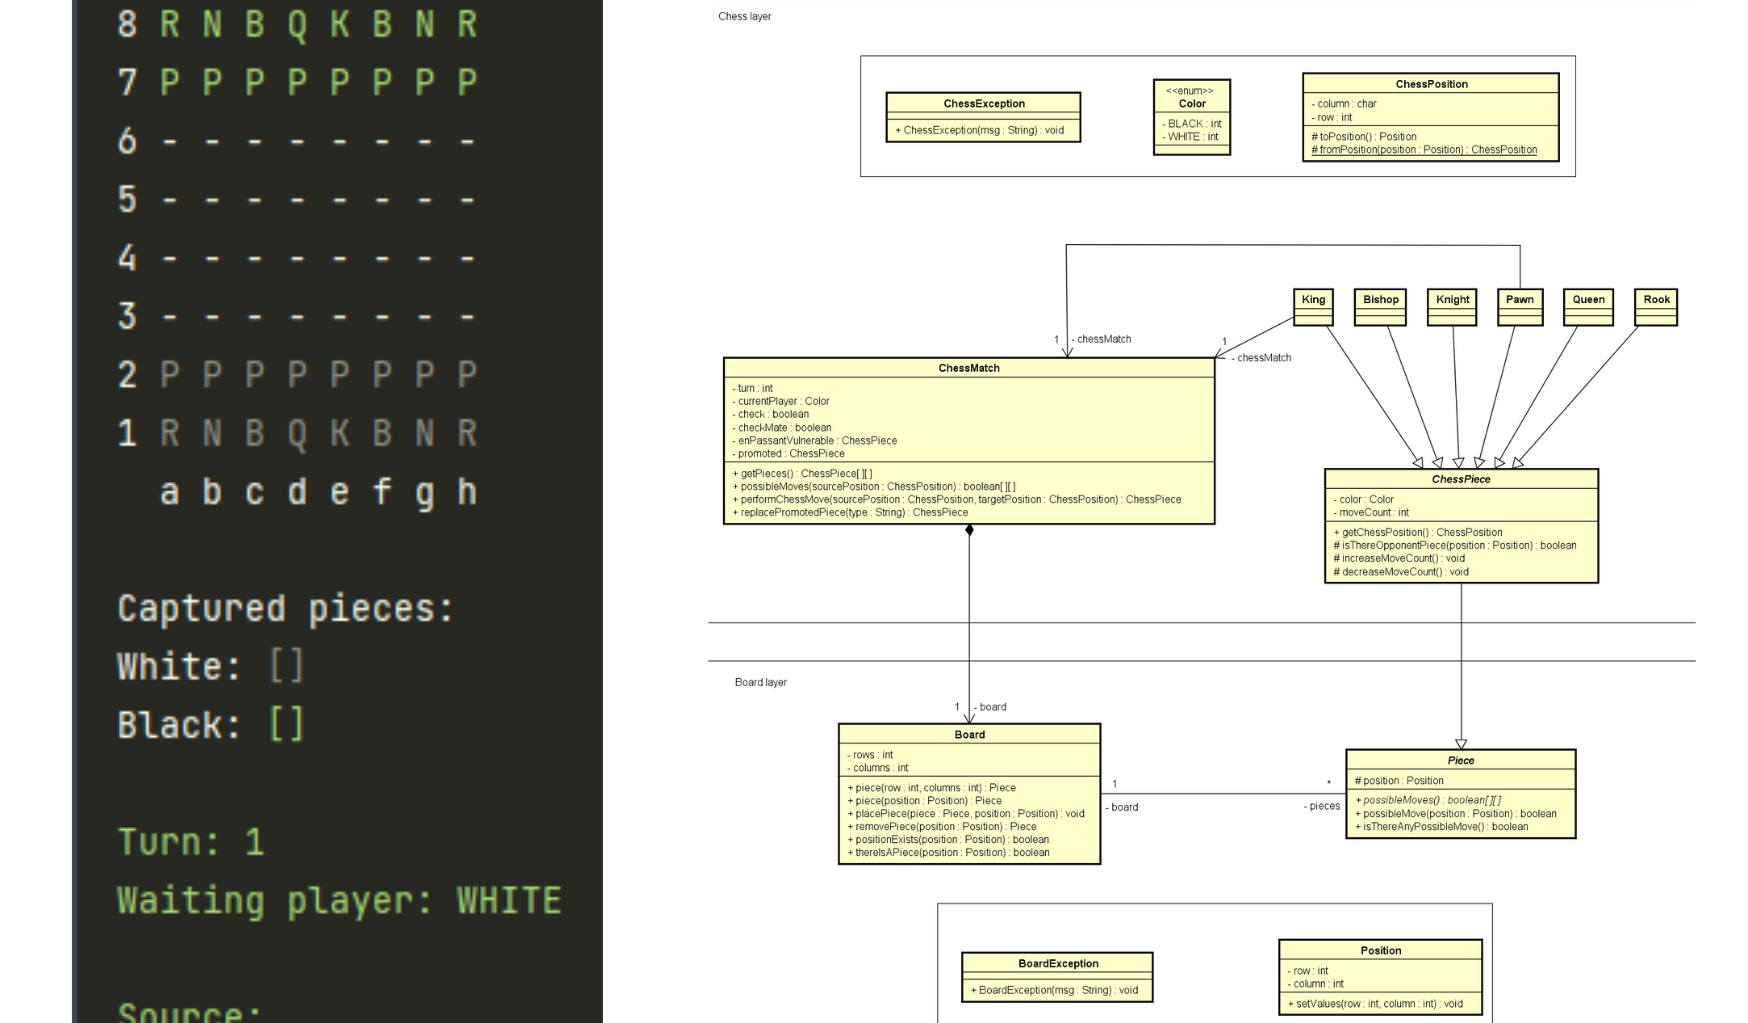 8 R N B Q K B N R
7 P P P P P P P P
6 - - - - - - - -
5 - - - - - - - -
4 - - - - - - - -
3 - - - - - - - -
2 P P P P P P P P
1 R N B Q K B N R
a b c d e f g h
Captured pieces:
White: []
Black: []
Turn: 1
Waiting player: WHITE
Source:
Chess layer
ChessException
+ ChessException(msg : String) : void
<<enum>>
Color
- BLACK : int
- WHITE : int
ChessPosition
- column : char
- row : int
# toPosition() : Position
# fromPosition(position : Position) : ChessPosition
King
Bishop
Knight
Pawn
Queen
Rook
1 - chessMatch
1
- chessMatch
ChessMatch
- turn : int
- currentPlayer : Color
- check : boolean
- checkMate : boolean
- enPassantVulnerable : ChessPiece
- promoted : ChessPiece
+ getPieces() : ChessPiece[][]
+ possibleMoves(sourcePosition : ChessPosition) : boolean[][]
+ performChessMove(sourcePosition : ChessPosition, targetPosition : ChessPosition) : ChessPiece
+ replacePromotedPiece(type : String) : ChessPiece
ChessPiece
- color : Color
- moveCount : int
+ getChessPosition() : ChessPosition
# isThereOpponentPiece(position : Position) : boolean
# increaseMoveCount() : void
# decreaseMoveCount() : void
Board layer
1 - board
Board
- rows : int
- columns : int
+ piece(row : int, columns : int) : Piece
+ piece(position : Position) : Piece
+ placePiece(piece : Piece, position : Position) : void
+ removePiece(position : Position) : Piece
+ positionExists(position : Position) : boolean
+ thereIsAPiece(position : Position) : boolean
1
- board
*
- pieces
Piece
# position : Position
+ possibleMoves() : boolean[][]
+ possibleMove(position : Position) : boolean
+ isThereAnyPossibleMove() : boolean
BoardException
+ BoardException(msg : String) : void
Position
- row : int
- column : int
+ setValues(row : int, column : int) : void